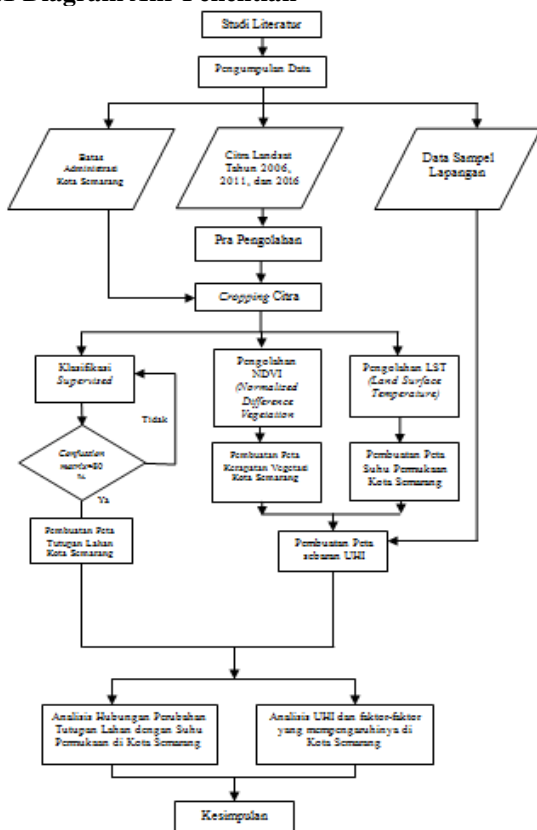 Diagram Alir Penelitian
Studi Literatur
Pengumpulan Data
Batas
Administrasi
Kota Semarang
Citra Landsat
Tahun 2006,
2011, dan 2016
Data Sampel
Lapangan
Pra Pengolahan
Cropping Citra
Klasifikasi
Supervised
Pengolahan
NDVI
(Normalized
Difference
Vegetation)
Pengolahan LST
(Land Surface
Temperature)
Tidak
Confussion
matrix=80
%
Ya
Pembuatan Peta
Kerapatan Vegetasi
Kota Semarang
Pembuatan Peta
Suhu Permukaan
Kota Semarang
Pembuatan Peta
Tutupan Lahan
Kota Semarang
Pembuatan Peta
sebaran UHI
Analisis Hubungan Perubahan
Tutupan Lahan dengan Suhu
Permukaan di Kota Semarang
Analisis UHI dan faktor-faktor
yang mempengaruhinya di
Kota Semarang
Kesimpulan